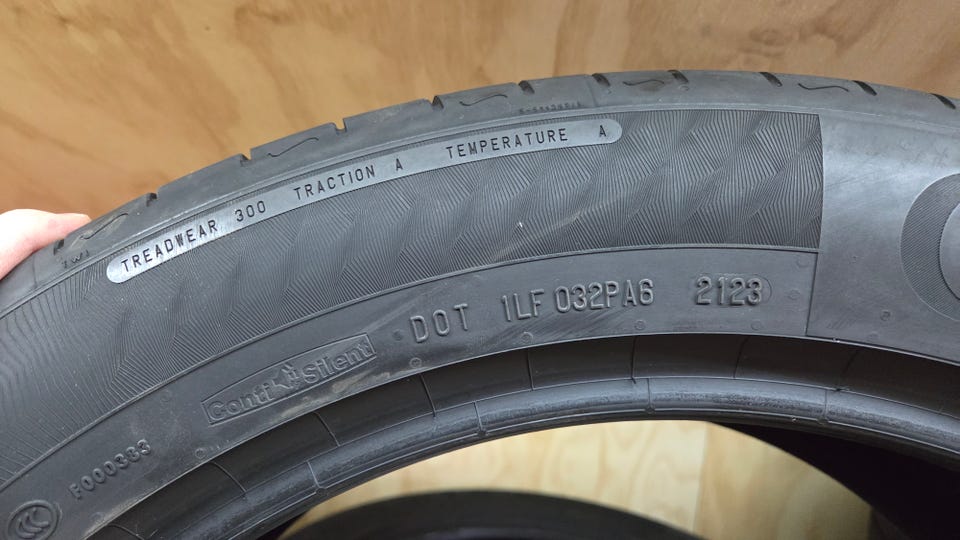 TREADWEAR 300 TRACTION A TEMPERATURE A
TWI
DOT 1LF 032PA6 2123
ContiSilent
F000383